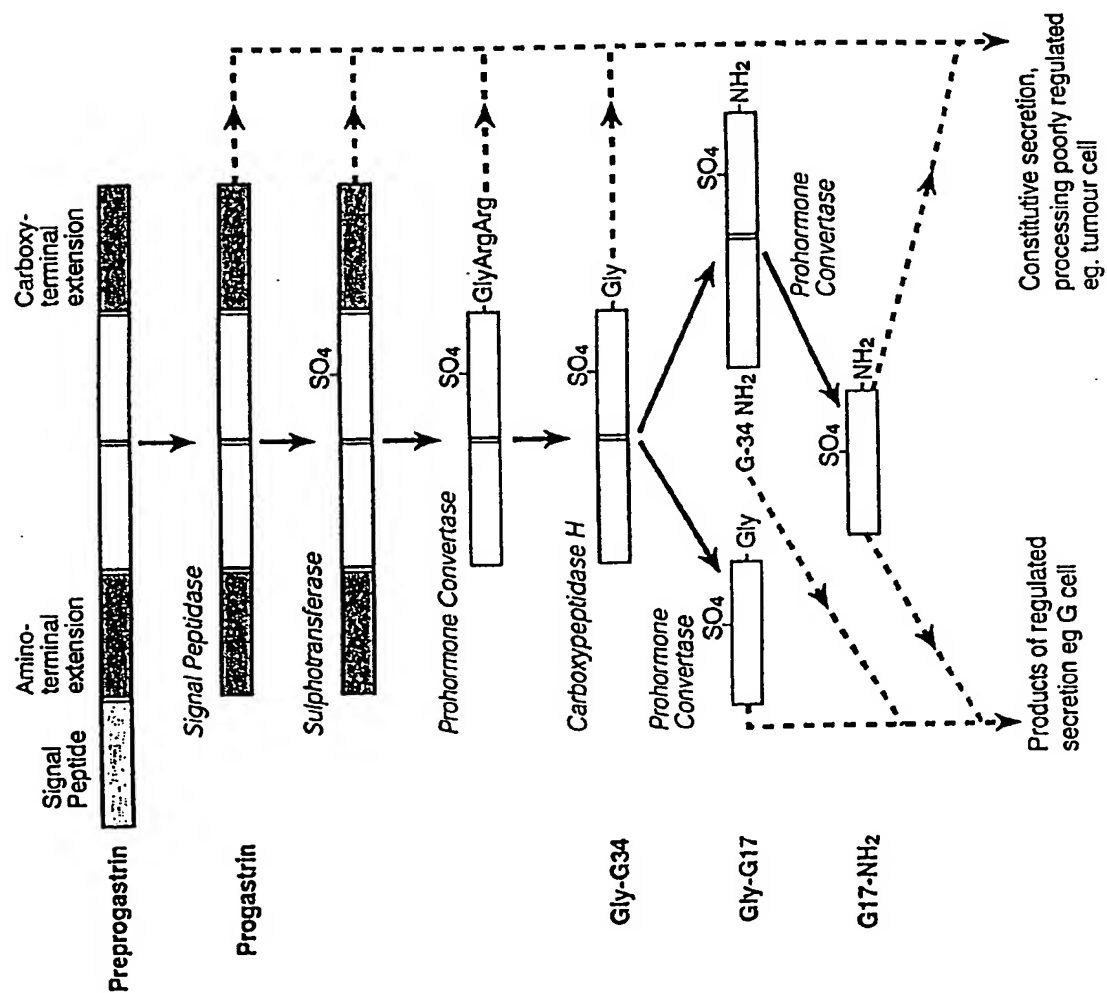 Signal
Peptide
Amino-
terminal
extension
Carboxy-
terminal
extension
Preprogastrin
Signal Peptidase
Progastrin
Sulphotransferase
SO4
Prohormone Convertase
SO4
GlyArgArg
Carboxypeptidase H
SO4
Gly
Gly-G34
Prohormone
Convertase
SO4
Gly
G-34 NH2
SO4
NH2
Gly-G17
Prohormone
Convertase
SO4
NH2
G17-NH2
Products of regulated
secretion eg G cell
Constitutive secretion,
processing poorly regulated
eg. tumour cell